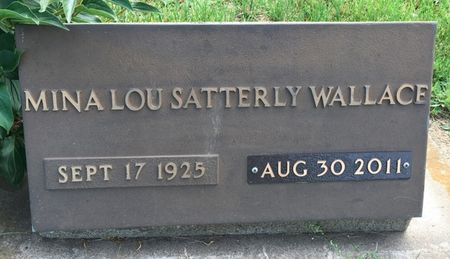 MINA LOU SATTERLY WALLACE
SEPT 17 1925 AUG 30 2011